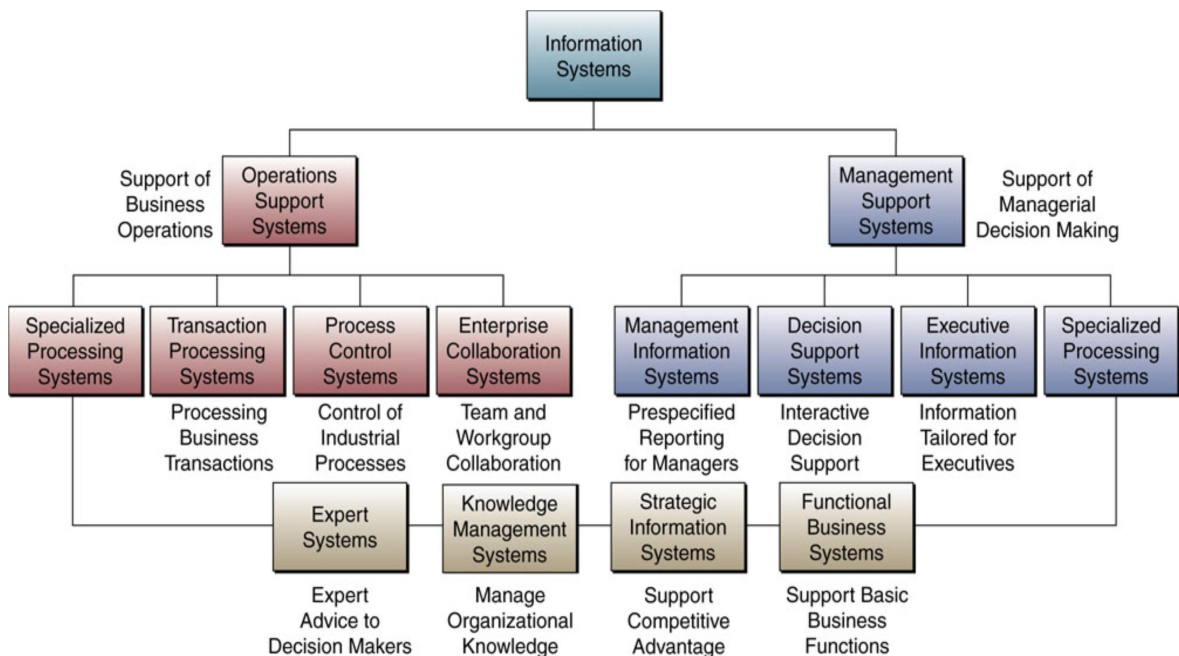 Information
Systems
Support of
Business
Operations
Operations
Support
Systems
Management
Support
Systems
Support of
Managerial
Decision Making
Specialized
Processing
Systems
Transaction
Processing
Systems
Process
Control
Systems
Enterprise
Collaboration
Systems
Management
Information
Systems
Decision
Support
Systems
Executive
Information
Systems
Specialized
Processing
Systems
Processing
Business
Transactions
Control of
Industrial
Processes
Team and
Workgroup
Collaboration
Prespecified
Reporting
for Managers
Interactive
Decision
Support
Information
Tailored for
Executives
Expert
Systems
Knowledge
Management
Systems
Strategic
Information
Systems
Functional
Business
Systems
Expert
Advice to
Decision Makers
Manage
Organizational
Knowledge
Support
Competitive
Advantage
Support Basic
Business
Functions